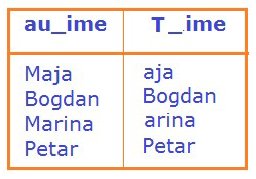 au_ime T_ime
Maja aja
Bogdan Bogdan
Marina arina
Petar Petar